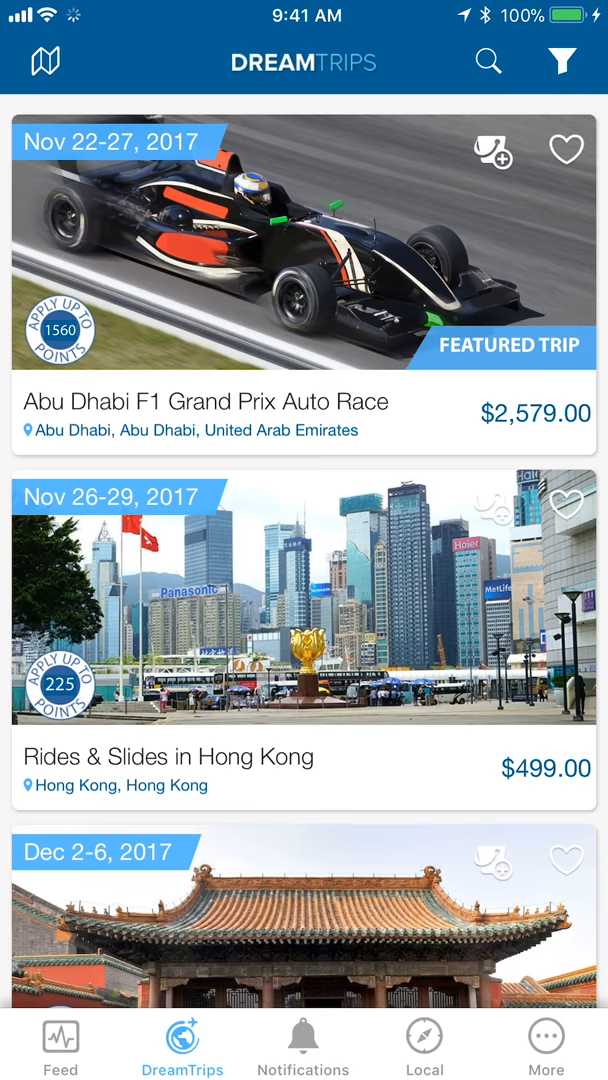 9:41 AM
100%
DREAMTRIPS
Nov 22-27, 2017
APPLY UP TO
1560
POINTS
FEATURED TRIP
Abu Dhabi F1 Grand Prix Auto Race
$2,579.00
Abu Dhabi, Abu Dhabi, United Arab Emirates
Nov 26-29, 2017
Haier
Panasonic
MetLife
APPLY UP TO
225
POINTS
Rides & Slides in Hong Kong
$499.00
Hong Kong, Hong Kong
Dec 2-6, 2017
Feed
DreamTrips
Notifications
Local
More